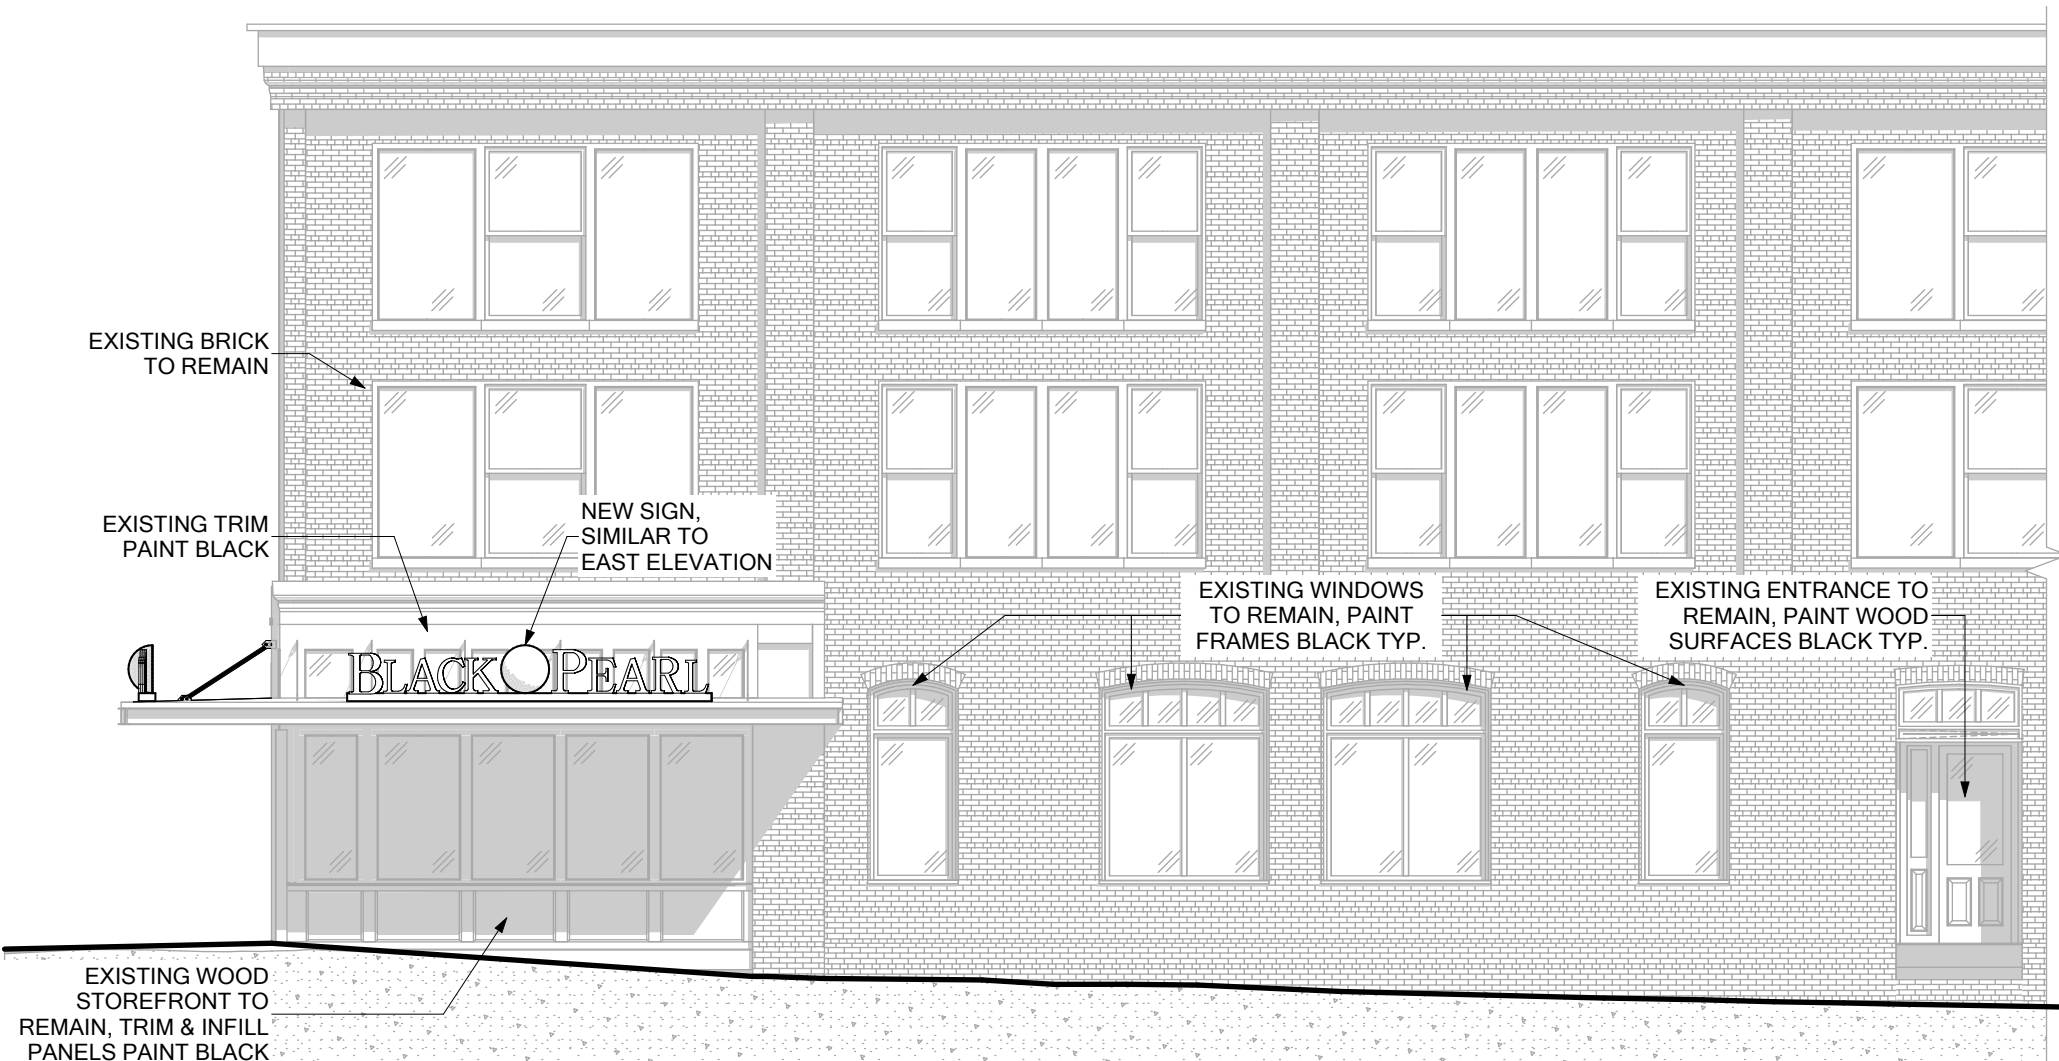 EXISTING BRICK
TO REMAIN
EXISTING TRIM
PAINT BLACK
NEW SIGN,
SIMILAR TO
EAST ELEVATION
EXISTING WINDOWS
TO REMAIN, PAINT
FRAMES BLACK TYP.
EXISTING ENTRANCE TO
REMAIN, PAINT WOOD
SURFACES BLACK TYP.
BLACK PEARL
EXISTING WOOD
STOREFRONT TO
REMAIN, TRIM & INFILL
PANELS PAINT BLACK